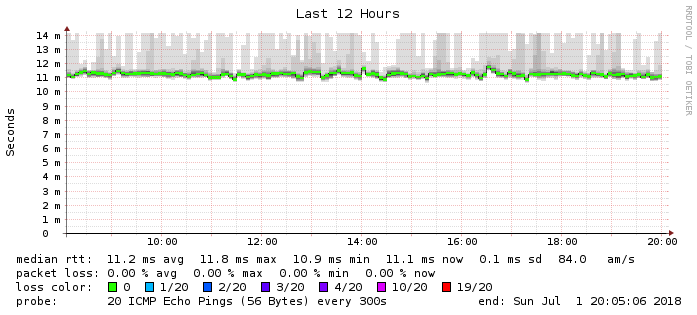 Last 12 Hours
RRDTOOL / TOBI OETIKER
Seconds
14 m
13 m
12 m
11 m
10 m
9 m
8 m
7 m
6 m
5 m
4 m
3 m
2 m
1 m
0
10:00 12:00 14:00 16:00 18:00 20:00
median rtt: 11.2 ms avg 11.8 ms max 10.9 ms min 11.1 ms now 0.1 ms sd 84.0 am/s
packet loss: 0.00 % avg 0.00 % max 0.00 % min 0.00 % now
loss color: 0 1/20 2/20 3/20 4/20 10/20 19/20
probe: 20 ICMP Echo Pings (56 Bytes) every 300s end: Sun Jul 1 20:05:06 2018